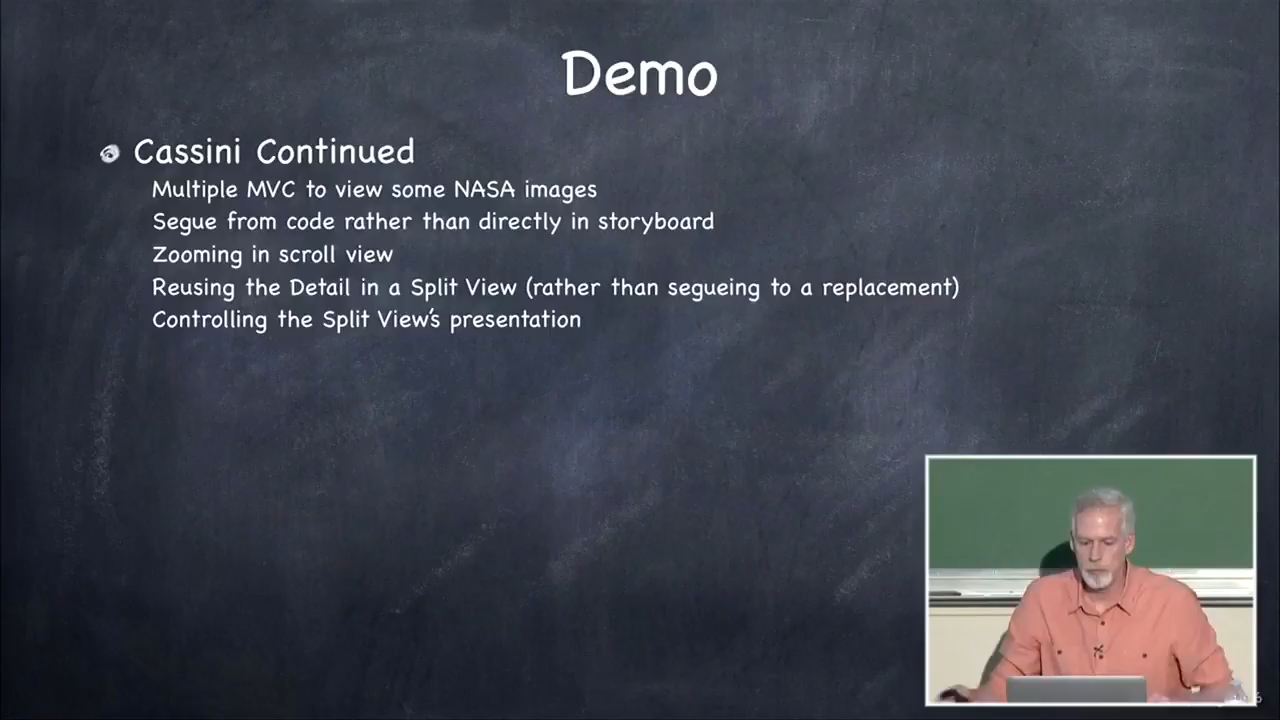 Demo
Cassini Continued
Multiple MVC to view some NASA images
Segue from code rather than directly in storyboard
Zooming in scroll view
Reusing the Detail in a Split View (rather than segueing to a replacement)
Controlling the Split View's presentation